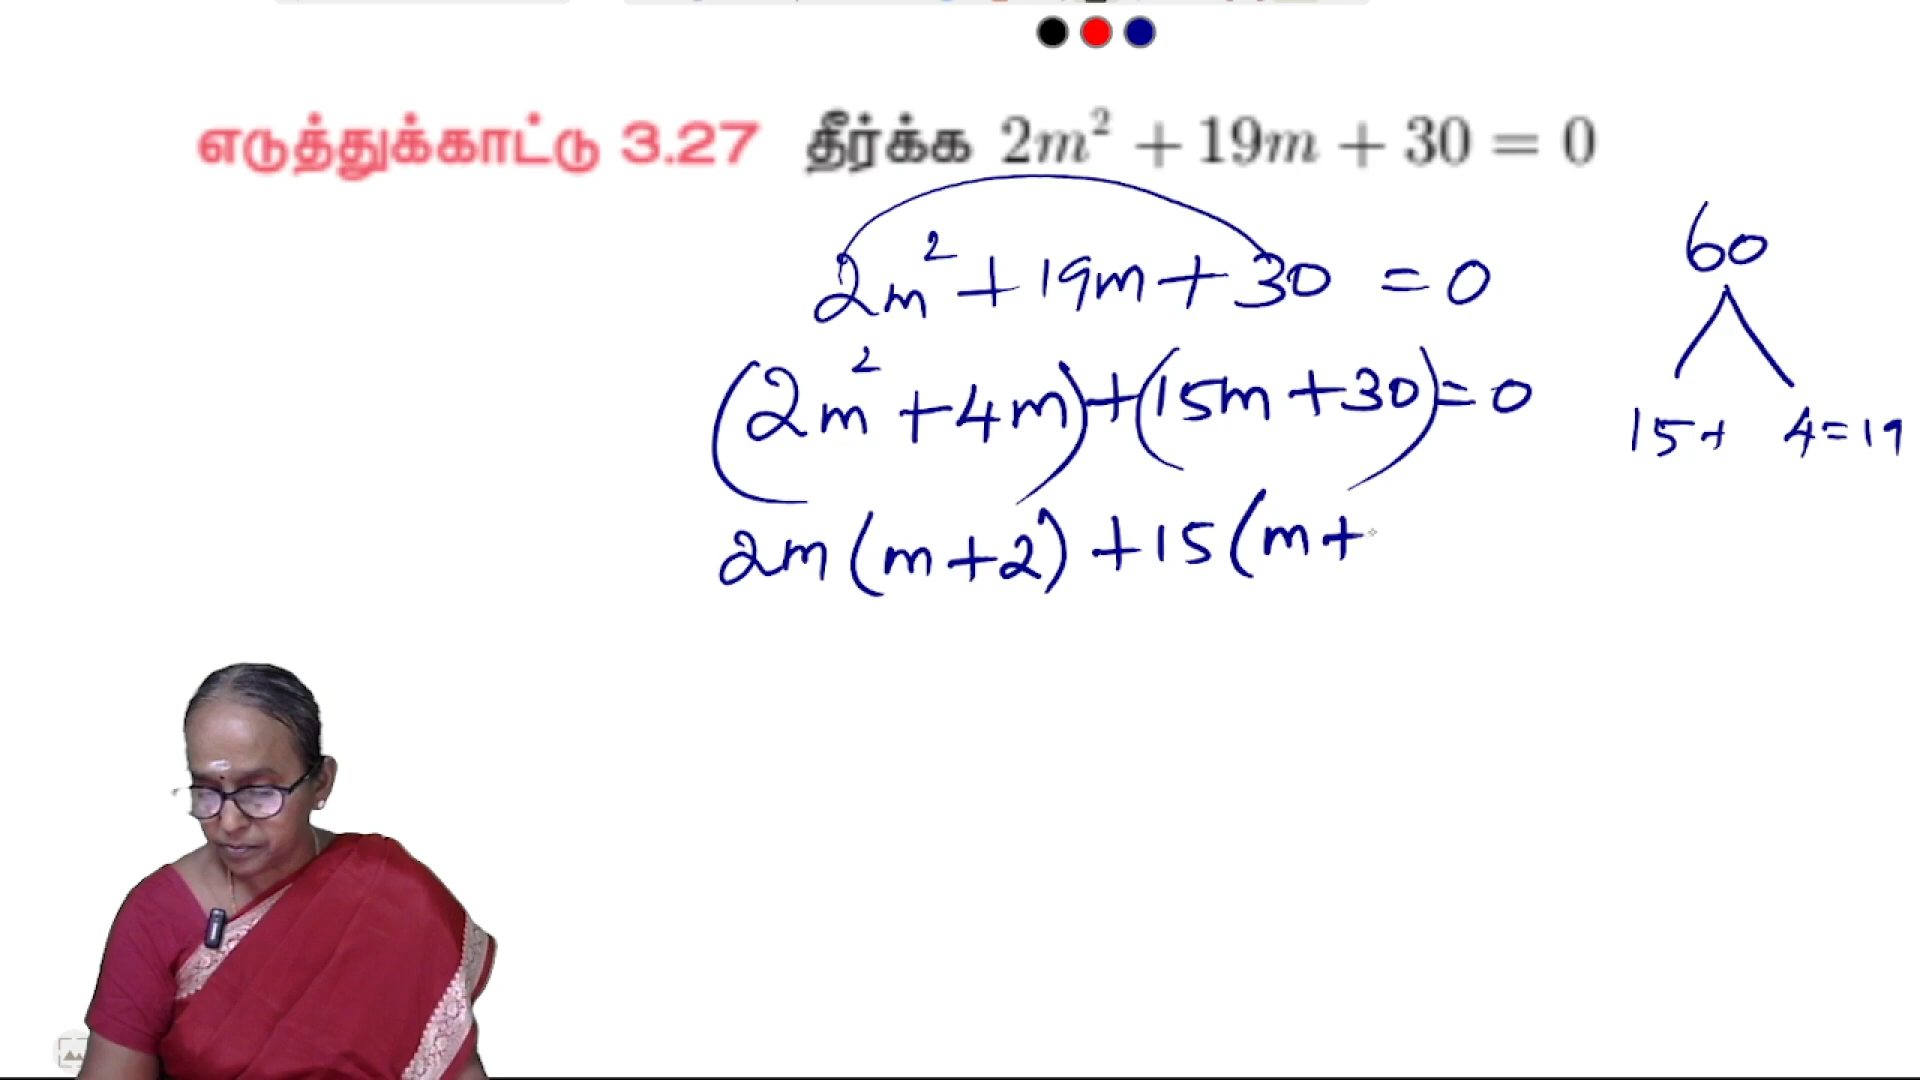 எடுத்துக்காட்டு 3.27 தீர்க்க 2m² + 19m + 30 = 0
2m² + 19m + 30 = 0
(2m² + 4m) + (15m + 30) = 0
2m (m + 2) + 15 (m +
60
15 + 4 = 19